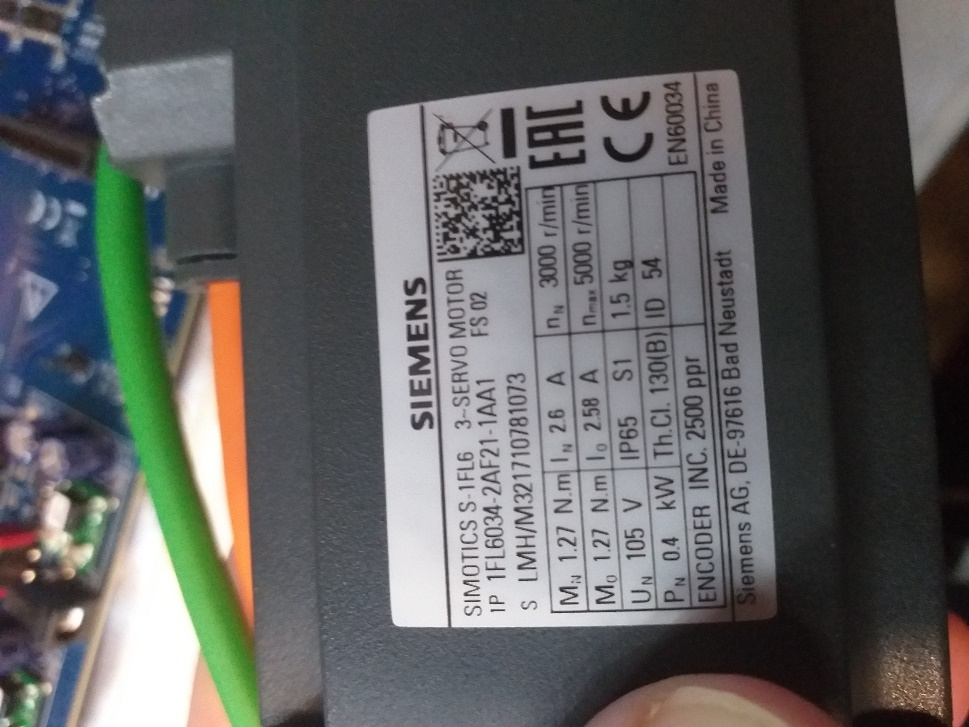 SIEMENS
SIMOTICS S-1FL6 3~SERVO MOTOR
1P 1FL6034-2AF21-1AA1 FS 02
S LMH/M321710781073
M_N 1.27 N.m I_N 2.6 A n_N 3000 r/min
M_0 1.27 N.m I_0 2.58 A n_max 5000 r/min
U_N 105 V IP65 S1 1.5 kg
P_N 0.4 kW Th.Cl. 130(B) ID 54
ENCODER INC. 2500 ppr
EAC
CE
EN60034
Siemens AG, DE-97616 Bad Neustadt Made in China